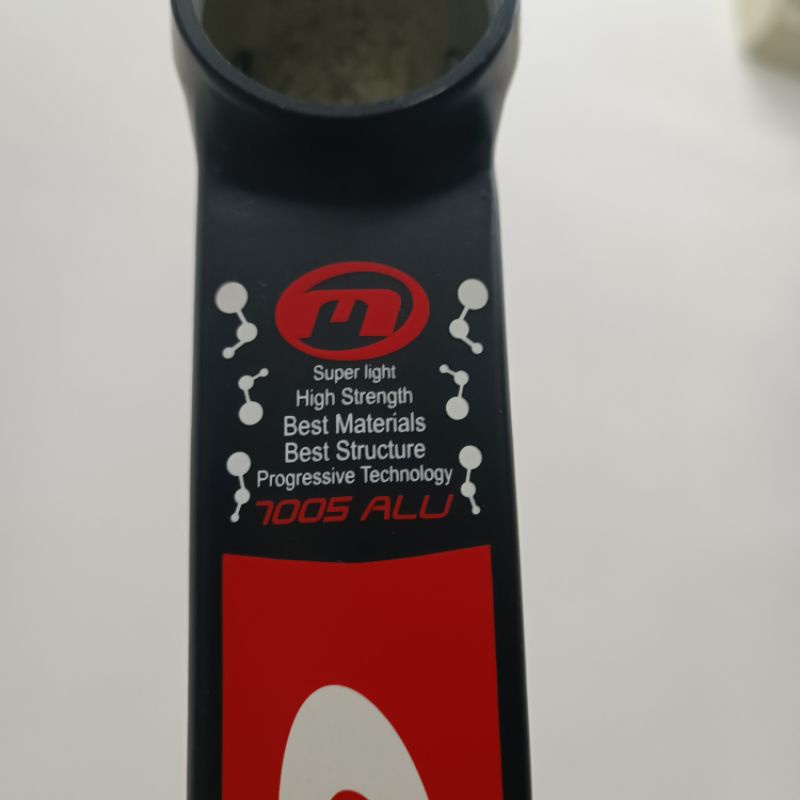 m
Super light
High Strength
Best Materials
Best Structure
Progressive Technology
7005 ALU